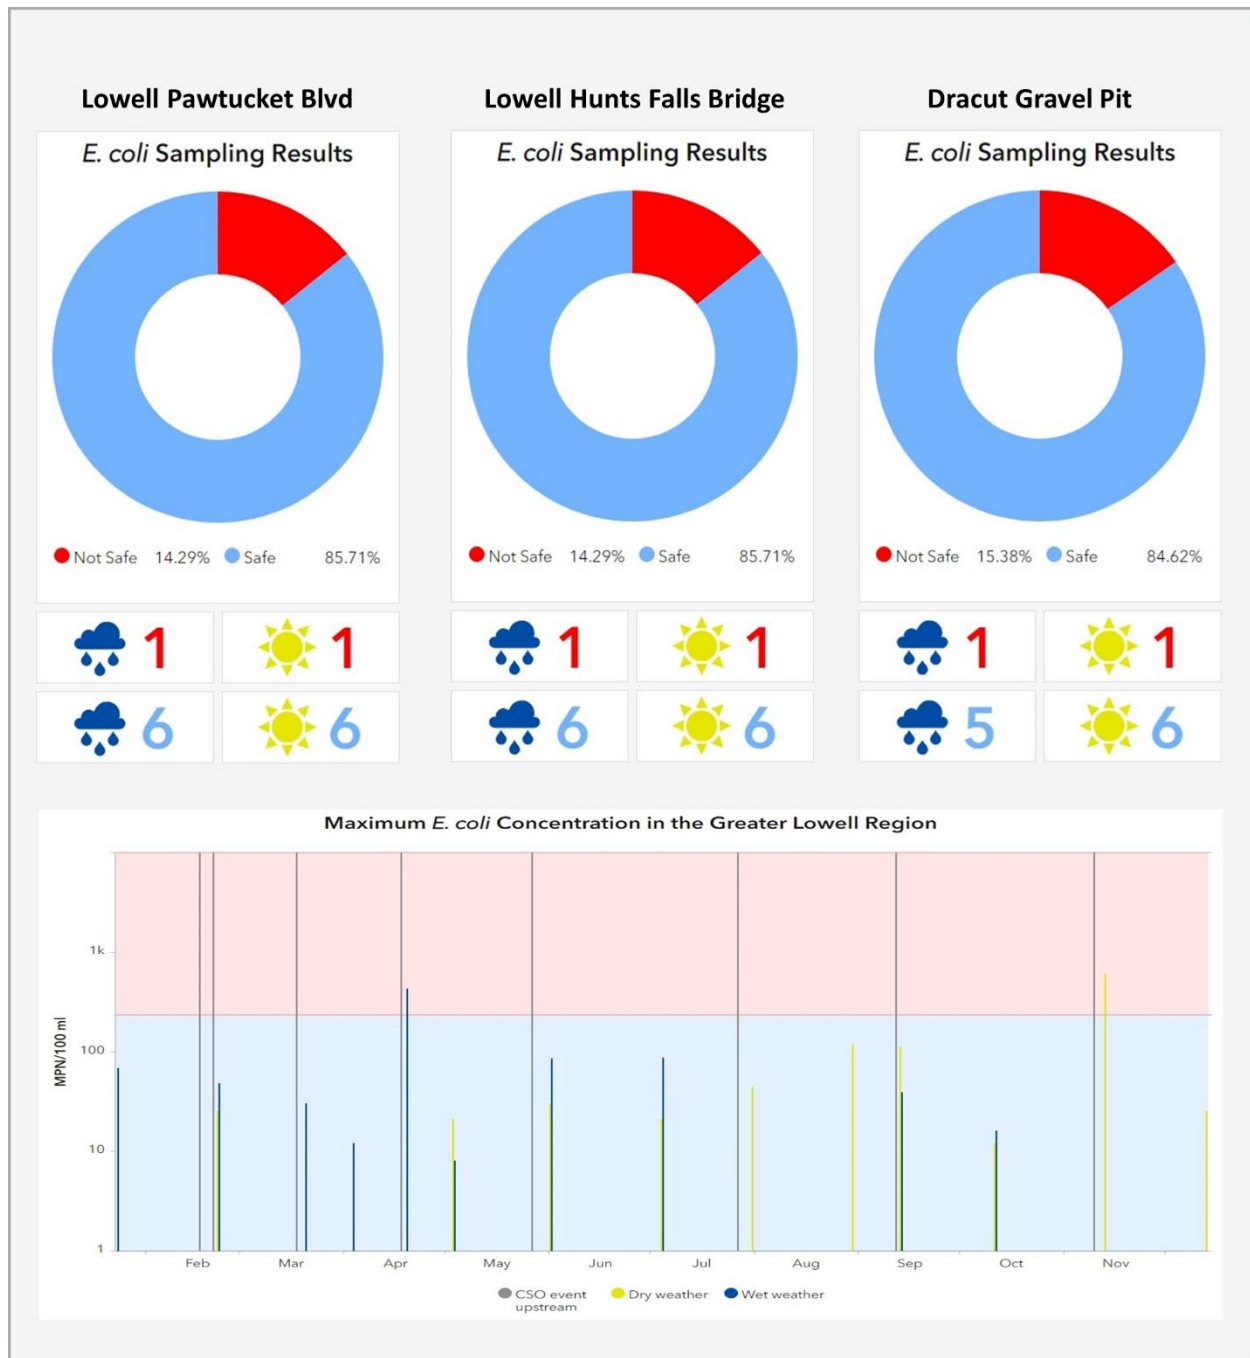 Lowell Pawtucket Blvd
E. coli Sampling Results
Not Safe 14.29% Safe 85.71%
1 1
6 6
Lowell Hunts Falls Bridge
E. coli Sampling Results
Not Safe 14.29% Safe 85.71%
1 1
6 6
Dracut Gravel Pit
E. coli Sampling Results
Not Safe 15.38% Safe 84.62%
1 1
5 6
Maximum E. coli Concentration in the Greater Lowell Region
MPN/100 ml
1k
100
10
1
Feb Mar Apr May Jun Jul Aug Sep Oct Nov
CSO event upstream
Dry weather
Wet weather